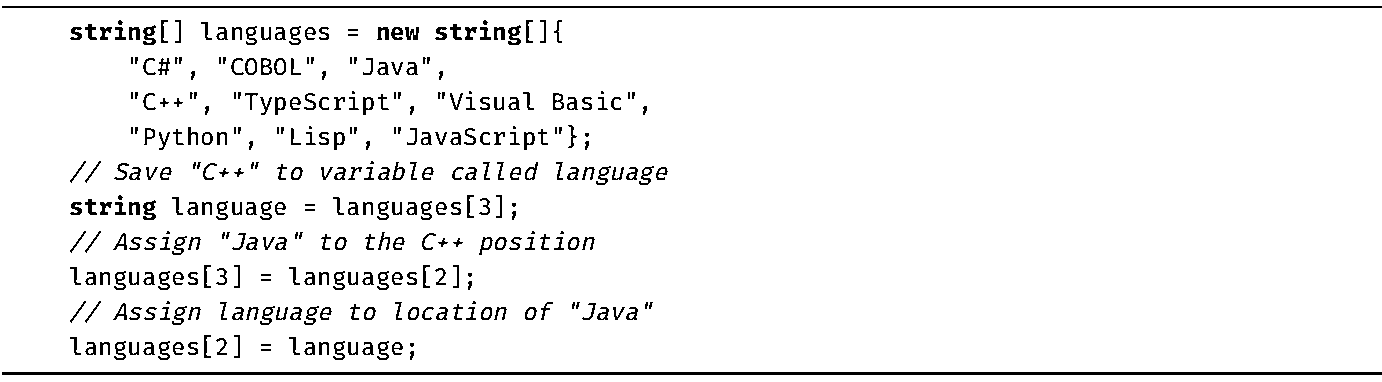 string[] languages = new string[]{
    "C#", "COBOL", "Java",
    "C++", "TypeScript", "Visual Basic",
    "Python", "Lisp", "JavaScript"};
// Save "C++" to variable called language
string language = languages[3];
// Assign "Java" to the C++ position
languages[3] = languages[2];
// Assign language to location of "Java"
languages[2] = language;